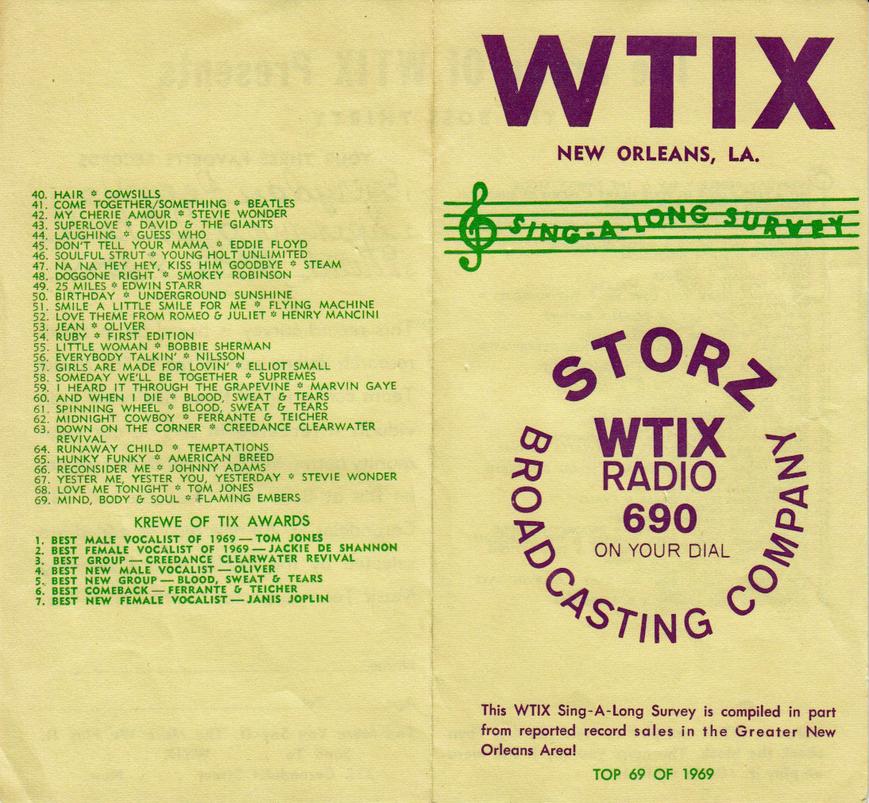 40. HAIR * COWSILLS
41. COME TOGETHER/SOMETHING * BEATLES
42. MY CHERIE AMOUR * STEVIE WONDER
43. SUPERLOVE * DAVID & THE GIANTS
44. LAUGHING * GUESS WHO
45. DON'T TELL YOUR MAMA * EDDIE FLOYD
46. SOULFUL STRUT * YOUNG HOLT UNLIMITED
47. NA NA HEY HEY, KISS HIM GOODBYE * STEAM
48. DOGGONE RIGHT * SMOKEY ROBINSON
49. 25 MILES * EDWIN STARR
50. BIRTHDAY * UNDERGROUND SUNSHINE
51. SMILE A LITTLE SMILE FOR ME * FLYING MACHINE
52. LOVE THEME FROM ROMEO & JULIET * HENRY MANCINI
53. JEAN * OLIVER
54. RUBY * FIRST EDITION
55. LITTLE WOMAN * BOBBIE SHERMAN
56. EVERYBODY TALKIN' * NILSSON
57. GIRLS ARE MADE FOR LOVIN' * ELLIOT SMALL
58. SOMEDAY WE'LL BE TOGETHER * SUPREMES
59. I HEARD IT THROUGH THE GRAPEVINE * MARVIN GAYE
60. AND WHEN I DIE * BLOOD, SWEAT & TEARS
61. SPINNING WHEEL * BLOOD, SWEAT & TEARS
62. MIDNIGHT COWBOY * FERRANTE & TEICHER
63. DOWN ON THE CORNER * CREEDANCE CLEARWATER
REVIVAL
64. RUNAWAY CHILD * TEMPTATIONS
65. HUNKY FUNKY * AMERICAN BREED
66. RECONSIDER ME * JOHNNY ADAMS
67. YESTER ME, YESTER YOU, YESTERDAY * STEVIE WONDER
68. LOVE ME TONIGHT * TOM JONES
69. MIND, BODY & SOUL * FLAMING EMBERS
KREWE OF TIX AWARDS
1. BEST MALE VOCALIST OF 1969 — TOM JONES
2. BEST FEMALE VOCALIST OF 1969 — JACKIE DE SHANNON
3. BEST GROUP — CREEDANCE CLEARWATER REVIVAL
4. BEST NEW MALE VOCALIST — OLIVER
5. BEST NEW GROUP — BLOOD, SWEAT & TEARS
6. BEST COMEBACK — FERRANTE & TEICHER
7. BEST NEW FEMALE VOCALIST — JANIS JOPLIN
WTIX
NEW ORLEANS, LA.
SING-A-LONG SURVEY
STORZ
WTIX
RADIO
690
ON YOUR DIAL
BROADCASTING COMPANY
This WTIX Sing-A-Long Survey is compiled in part
from reported record sales in the Greater New
Orleans Area!
TOP 69 OF 1969